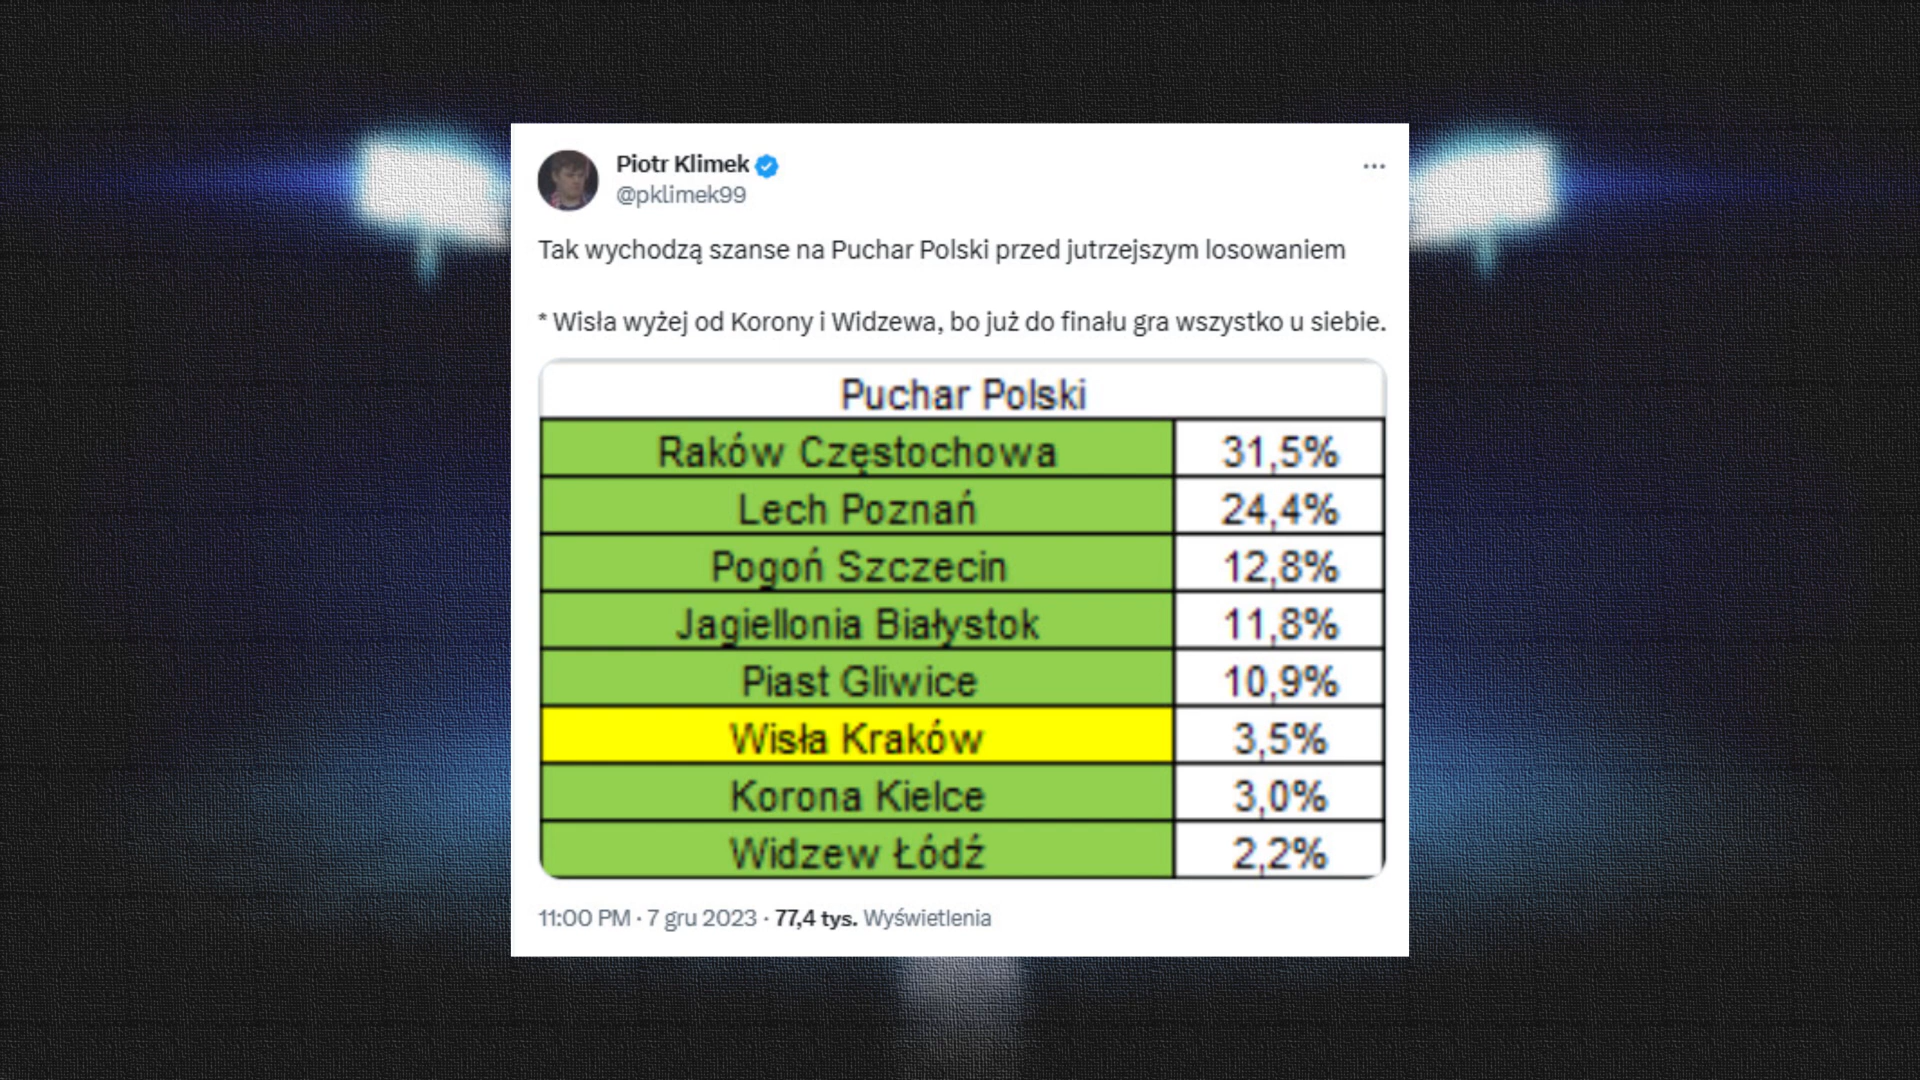 Piotr Klimek
@pklimek99
Tak wychodzą szanse na Puchar Polski przed jutrzejszym losowaniem
* Wisła wyżej od Korony i Widzewa, bo już do finału gra wszystko u siebie.
Puchar Polski
Raków Częstochowa 31,5%
Lech Poznań 24,4%
Pogoń Szczecin 12,8%
Jagiellonia Białystok 11,8%
Piast Gliwice 10,9%
Wisła Kraków 3,5%
Korona Kielce 3,0%
Widzew Łódź 2,2%
11:00 PM · 7 gru 2023 · 77,4 tys. Wyświetlenia